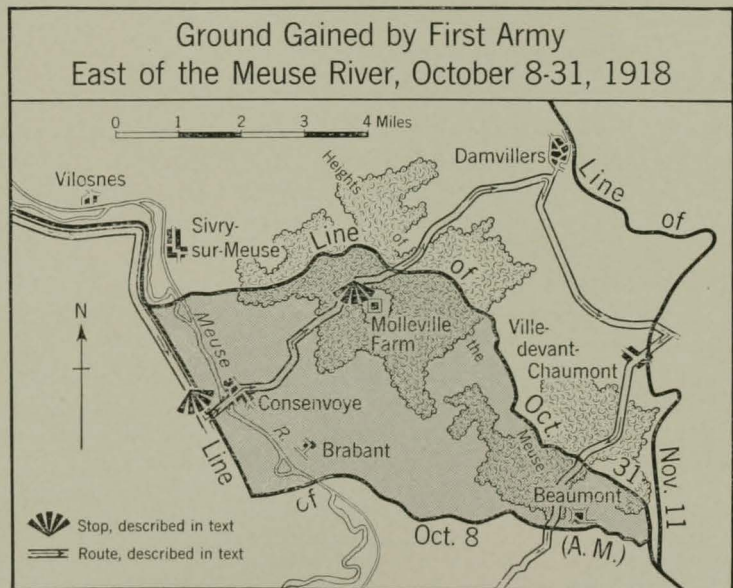 Ground Gained by First Army
East of the Meuse River, October 8-31, 1918
0 1 2 3 4 Miles
Damvillers
Heights of the Meuse
Line of Nov. 11
Vilosnes
Sivry-
sur-Meuse
Line of Oct. 31
N
Meuse R.
Molleville
Farm
Ville-
devant-
Chaumont
Consenvoye
Brabant
Beaumont
Line of Oct. 8 (A.M.)
Stop, described in text
Route, described in text